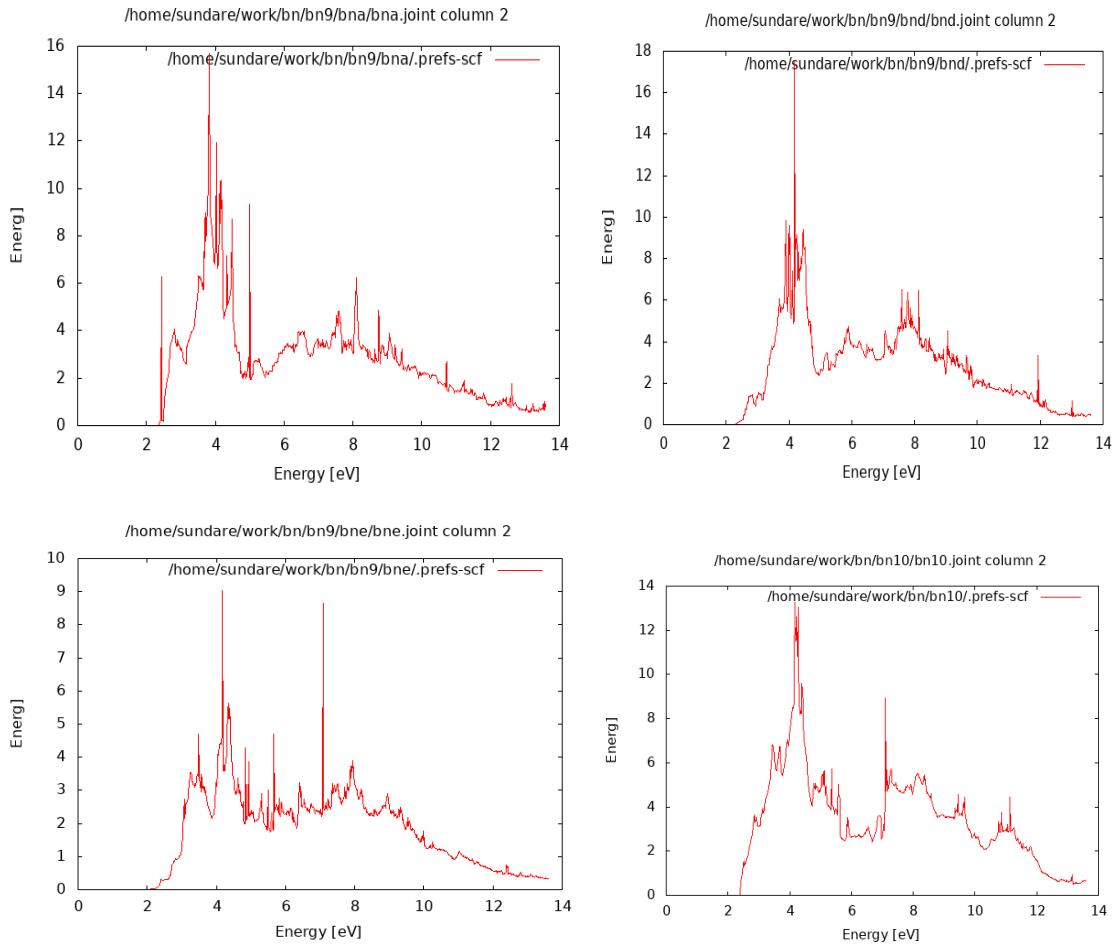 /home/sundare/work/bn/bn9/bna/bna.joint column 2
/home/sundare/work/bn/bn9/bna/.prefs-scf
16
14
12
10
8
6
4
2
0
Energ]
0 2 4 6 8 10 12 14
Energy [eV]
/home/sundare/work/bn/bn9/bnd/bnd.joint column 2
/home/sundare/work/bn/bn9/bnd/.prefs-scf
18
16
14
12
10
8
6
4
2
0
Energ]
0 2 4 6 8 10 12 14
Energy [eV]
/home/sundare/work/bn/bn9/bne/bne.joint column 2
/home/sundare/work/bn/bn9/bne/.prefs-scf
10
9
8
7
6
5
4
3
2
1
0
Energ]
0 2 4 6 8 10 12 14
Energy [eV]
/home/sundare/work/bn/bn10/bn10.joint column 2
/home/sundare/work/bn/bn10/.prefs-scf
14
12
10
8
6
4
2
0
Energ]
0 2 4 6 8 10 12 14
Energy [eV]